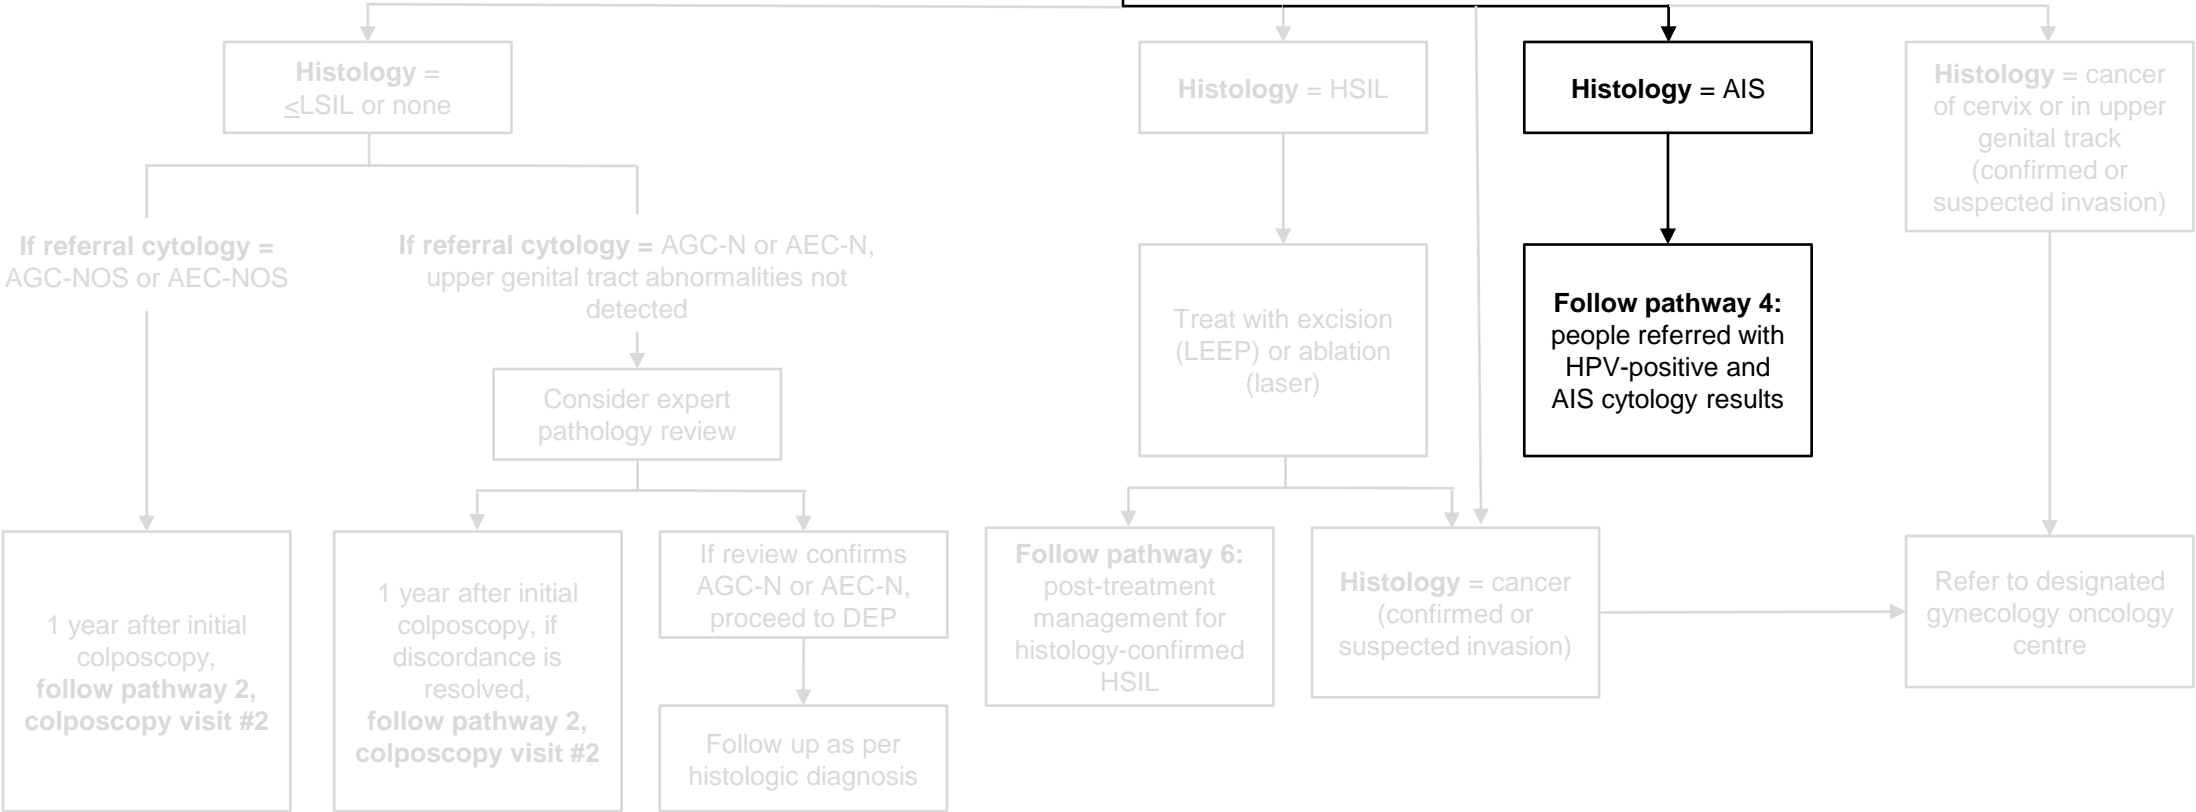 Histology =
≤LSIL or none
Histology = HSIL
Histology = AIS
Histology = cancer
of cervix or in upper
genital track
(confirmed or
suspected invasion)
If referral cytology =
AGC-NOS or AEC-NOS
If referral cytology = AGC-N or AEC-N,
upper genital tract abnormalities not
detected
Treat with excision
(LEEP) or ablation
(laser)
Follow pathway 4:
people referred with
HPV-positive and
AIS cytology results
Consider expert
pathology review
1 year after initial
colposcopy,
follow pathway 2,
colposcopy visit #2
1 year after initial
colposcopy, if
discordance is
resolved,
follow pathway 2,
colposcopy visit #2
If review confirms
AGC-N or AEC-N,
proceed to DEP
Follow up as per
histologic diagnosis
Follow pathway 6:
post-treatment
management for
histology-confirmed
HSIL
Histology = cancer
(confirmed or
suspected invasion)
Refer to designated
gynecology oncology
centre